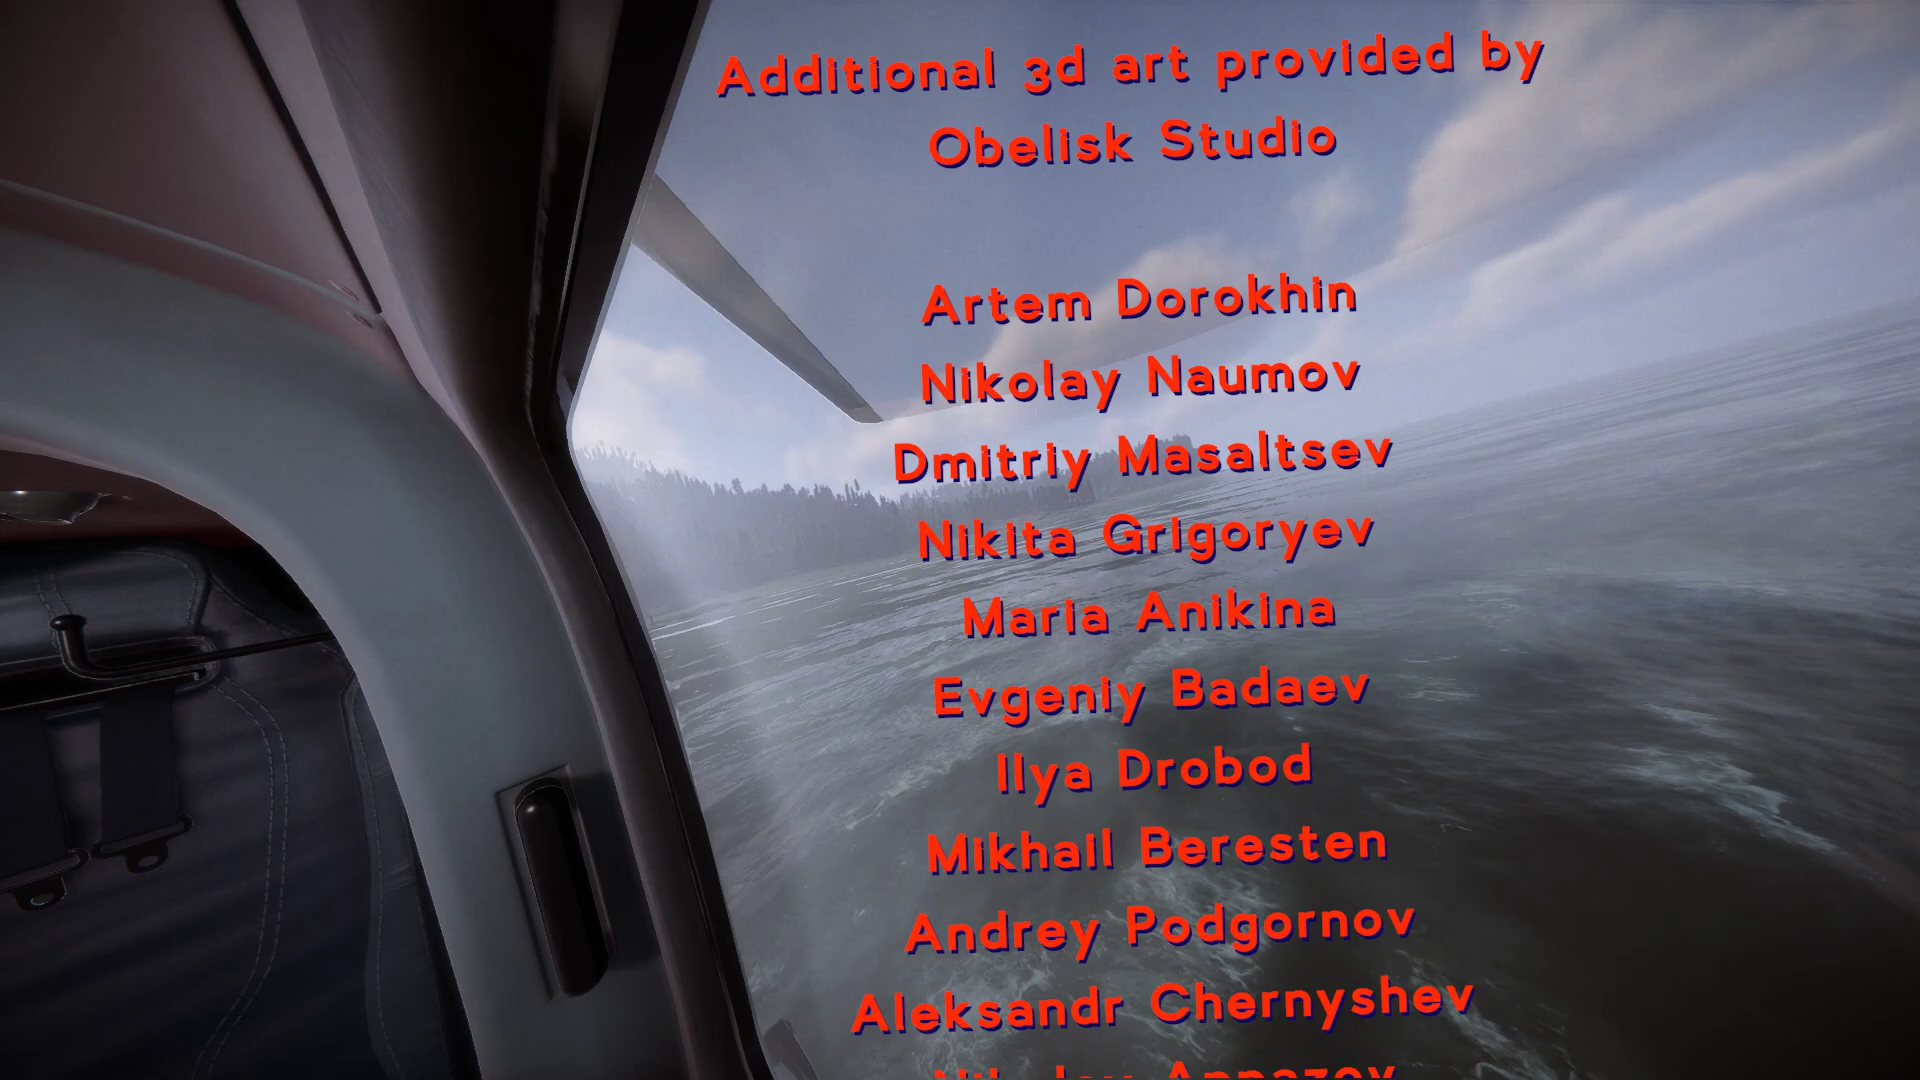 Additional 3d art provided by
Obelisk Studio
Artem Dorokhin
Nikolay Naumov
Dmitriy Masaltsev
Nikita Grigoryev
Maria Anikina
Evgeniy Badaev
Ilya Drobod
Mikhail Beresten
Andrey Podgornov
Aleksandr Chernyshev